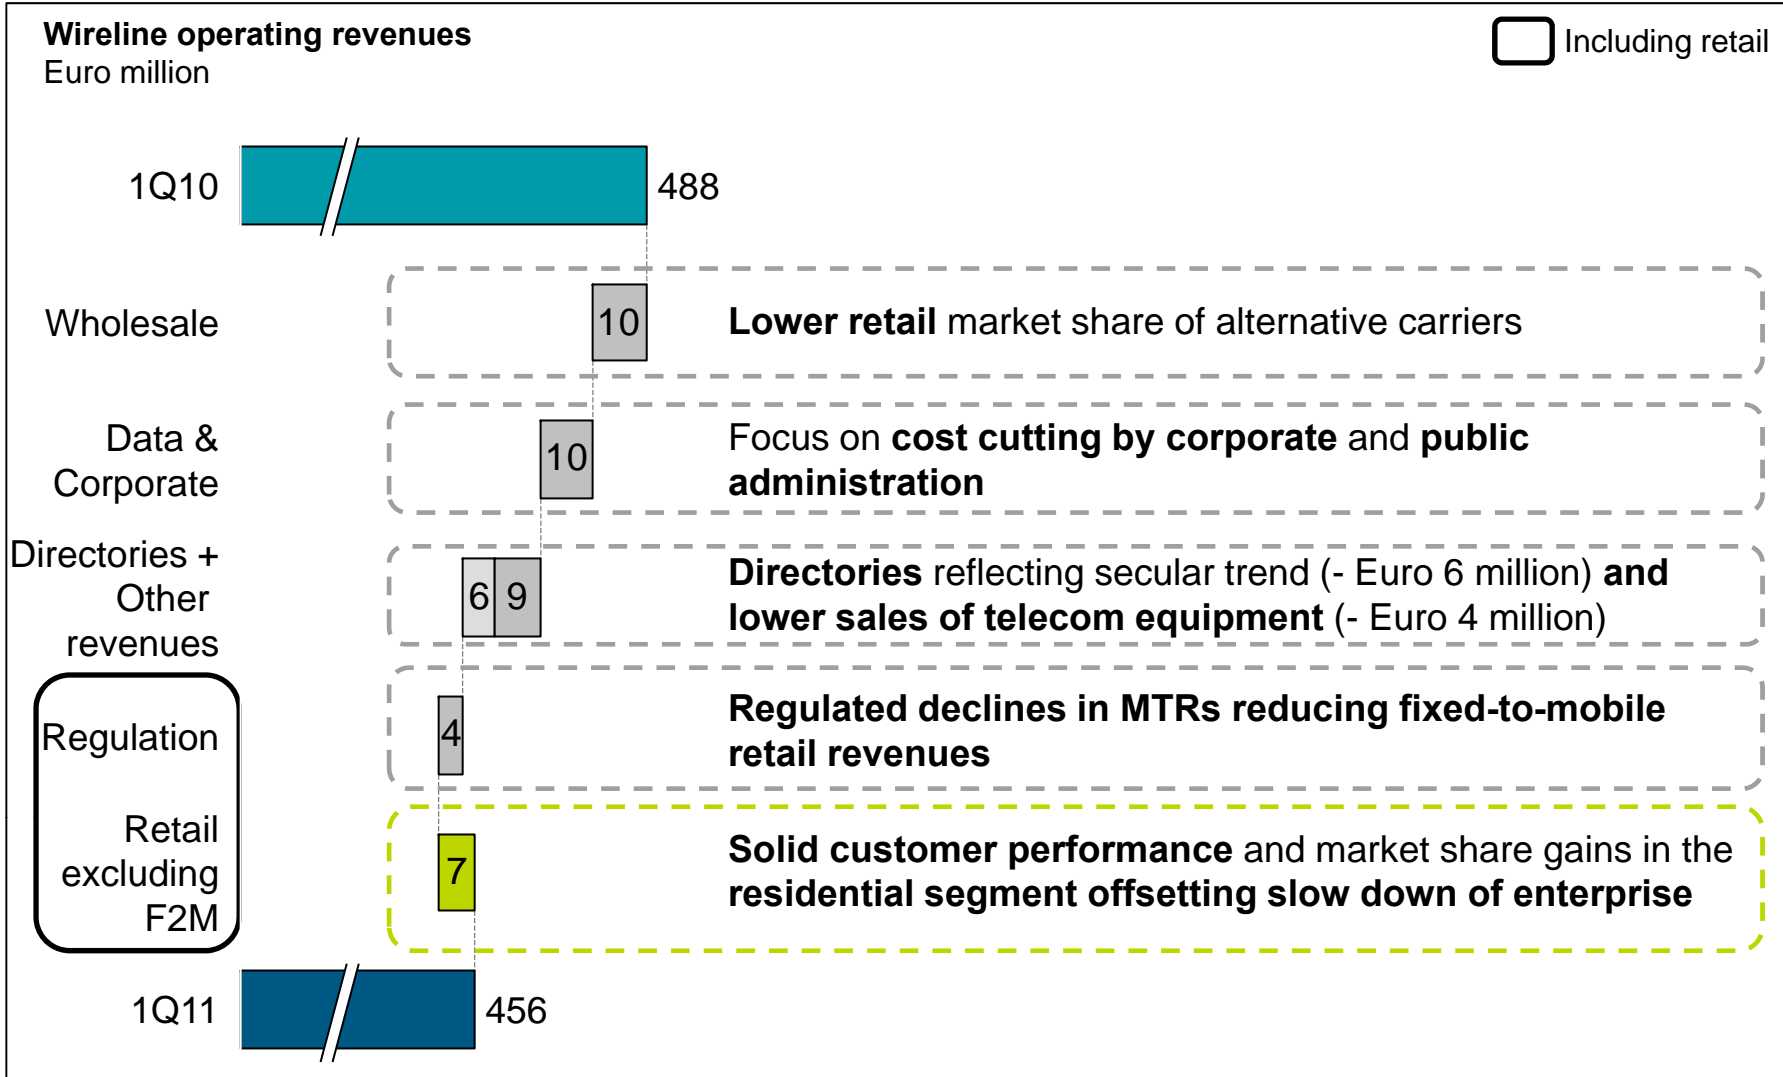 Wireline operating revenues
Euro million
Including retail
1Q10
488
Wholesale
10
Lower retail market share of alternative carriers
Data &
Corporate
10
Focus on cost cutting by corporate and public
administration
Directories +
Other
revenues
6 9
Directories reflecting secular trend (- Euro 6 million) and
lower sales of telecom equipment (- Euro 4 million)
Regulation
4
Regulated declines in MTRs reducing fixed-to-mobile
retail revenues
Retail
excluding
F2M
7
Solid customer performance and market share gains in the
residential segment offsetting slow down of enterprise
1Q11
456